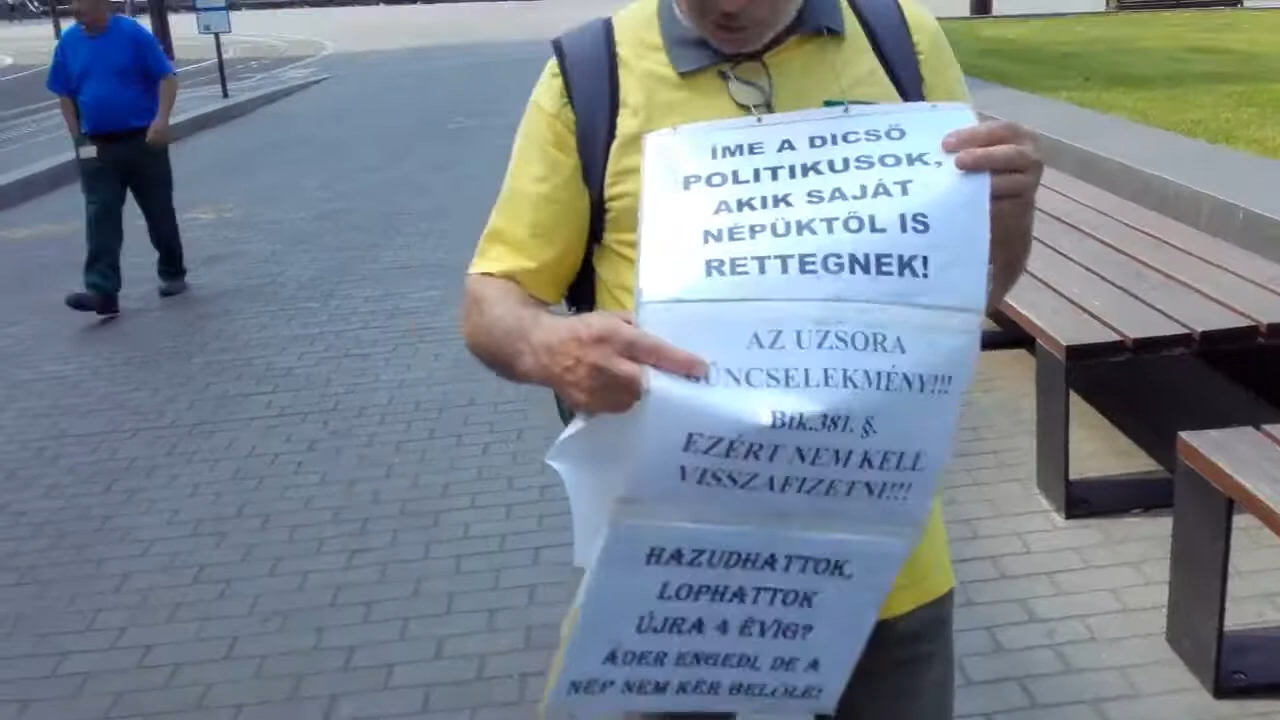 ÍME A DICSŐ
POLITIKUSOK,
AKIK SAJÁT
NÉPÜKTŐL IS
RETTEGNEK!
AZ UZSORA
BŰNCSELEKMÉNY!!!
Btk.381. §.
EZÉRT NEM KELL
VISSZAFIZETNI!!!
HAZUDHATTOK,
LOPHATTOK
ÚJRA 4 ÉVIG?
ÁDER ENGEDI, DE A
NÉP NEM KÉR BELŐLE!